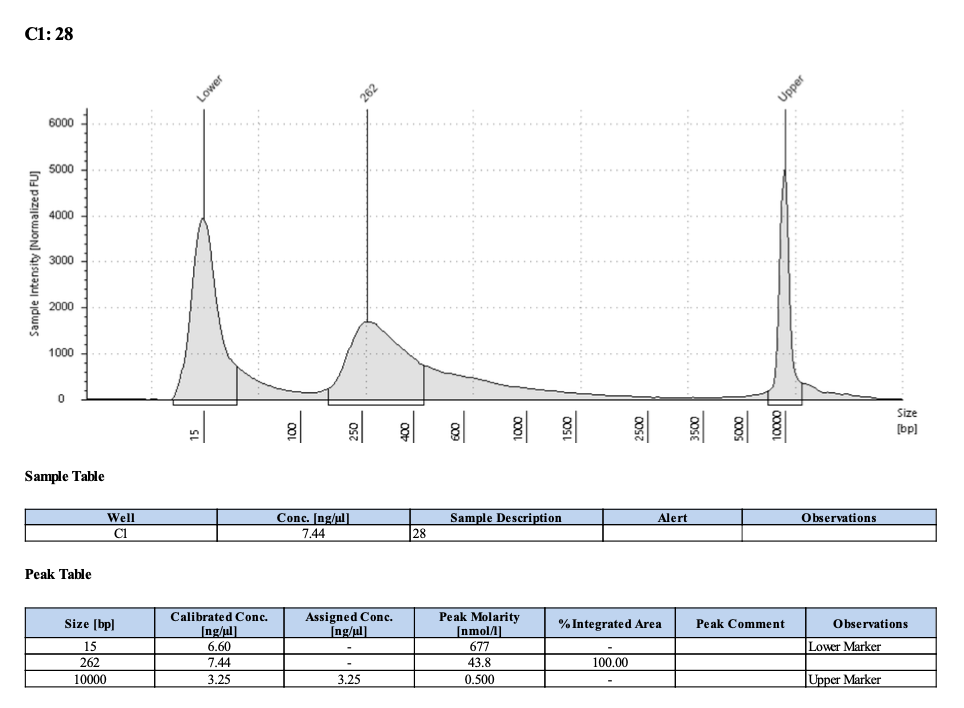 C1: 28
Lower
262
Upper
Sample Intensity [Normalized FU]
6000
5000
4000
3000
2000
1000
0
15
100
250
400
600
1000
1500
2500
3500
5000
10000
Size
[bp]
Sample Table
Well Conc. [ng/µl] Sample Description Alert Observations
C1 7.44 28
Peak Table
Size [bp] Calibrated Conc. [ng/µl] Assigned Conc. [ng/µl] Peak Molarity [nmol/l] % Integrated Area Peak Comment Observations
15 6.60 - 677 - Lower Marker
262 7.44 - 43.8 100.00
10000 3.25 3.25 0.500 - Upper Marker